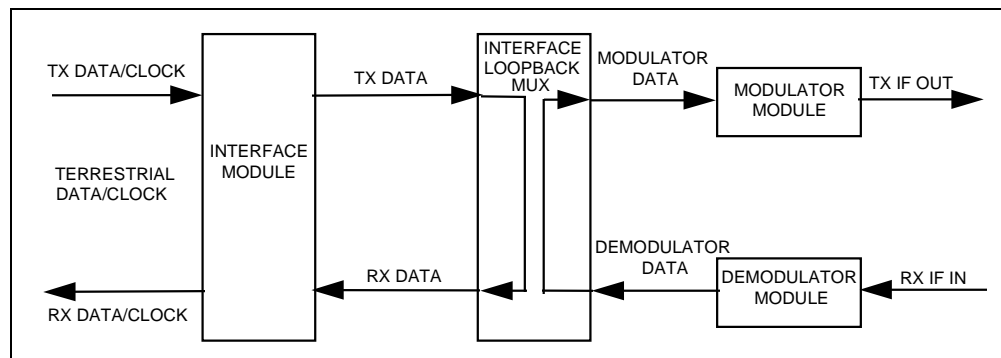 TX DATA/CLOCK
TERRESTRIAL
DATA/CLOCK
RX DATA/CLOCK
INTERFACE
MODULE
TX DATA
RX DATA
INTERFACE
LOOPBACK
MUX
MODULATOR
DATA
DEMODULATOR
DATA
MODULATOR
MODULE
DEMODULATOR
MODULE
TX IF OUT
RX IF IN